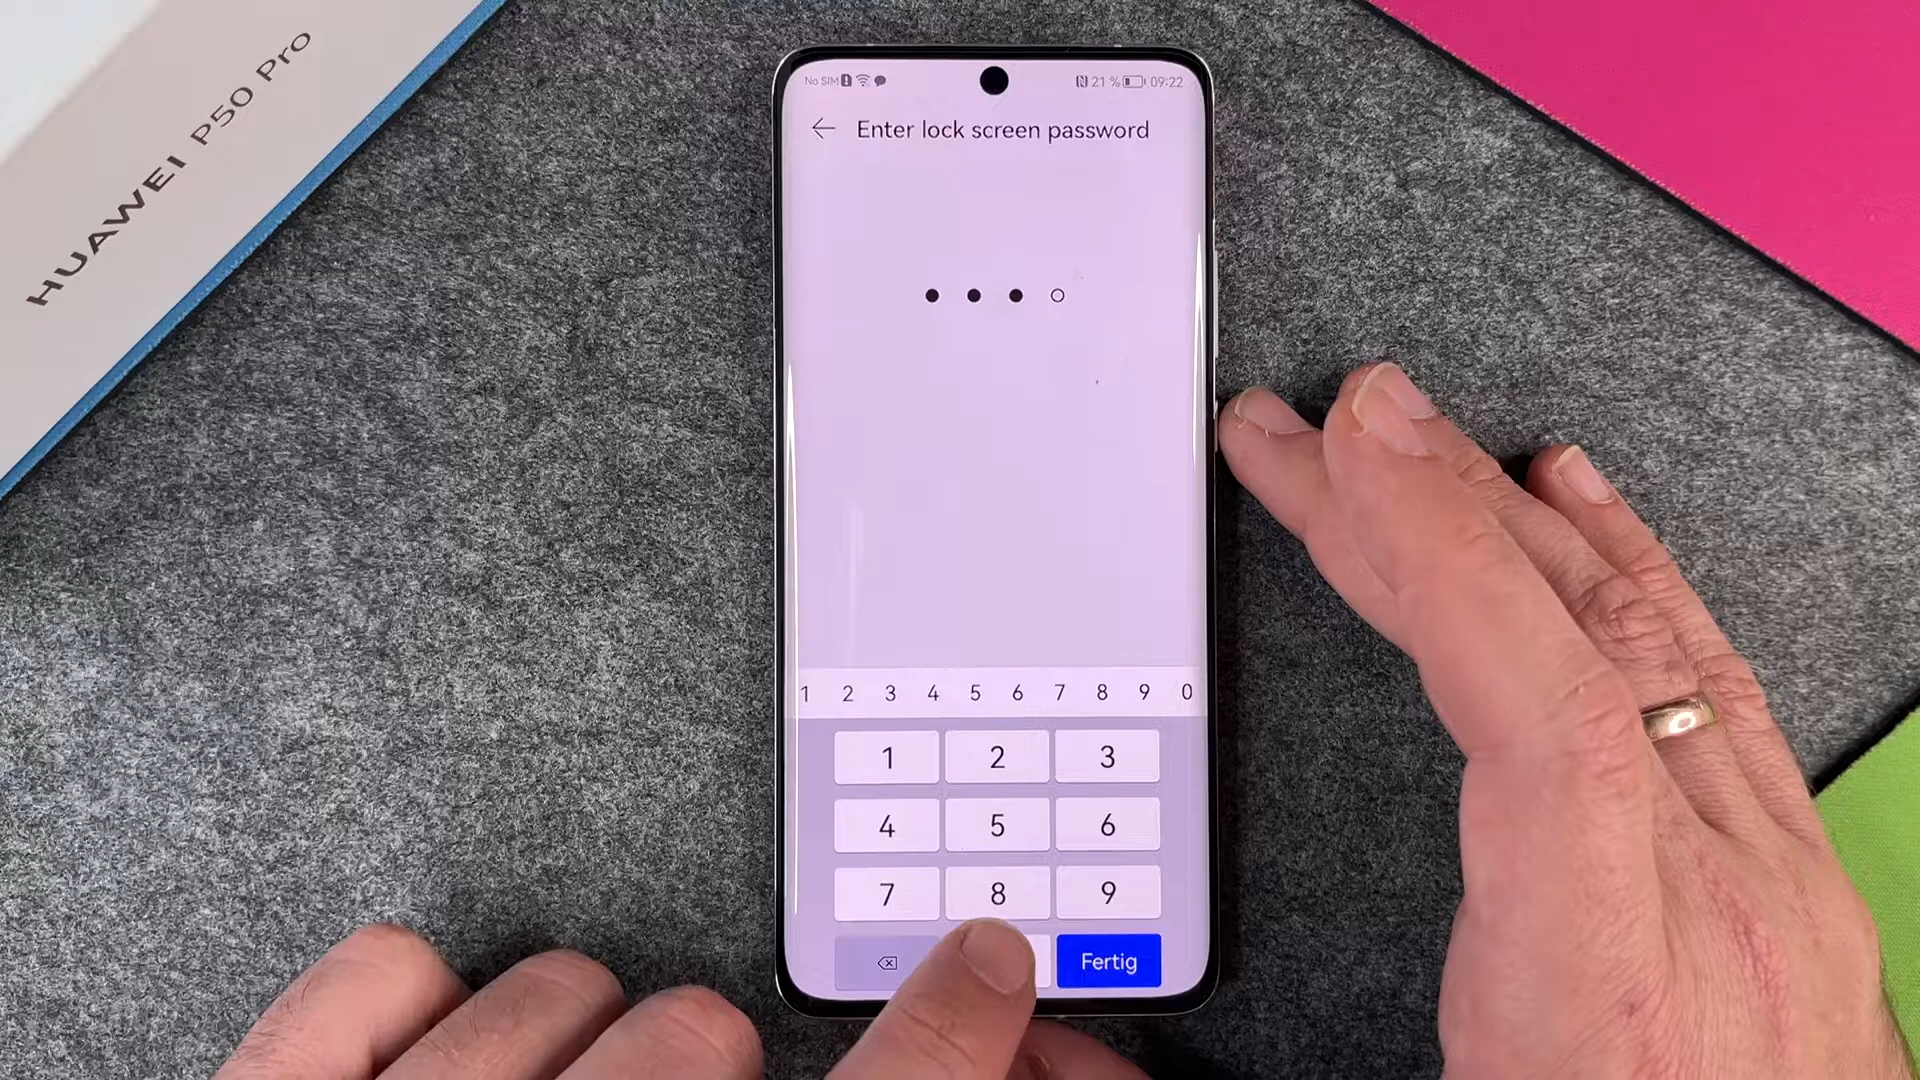 HUAWEI P50 Pro
No SIM 21 % 09:22
Enter lock screen password
1 2 3 4 5 6 7 8 9 0
1 2 3
4 5 6
7 8 9
Fertig